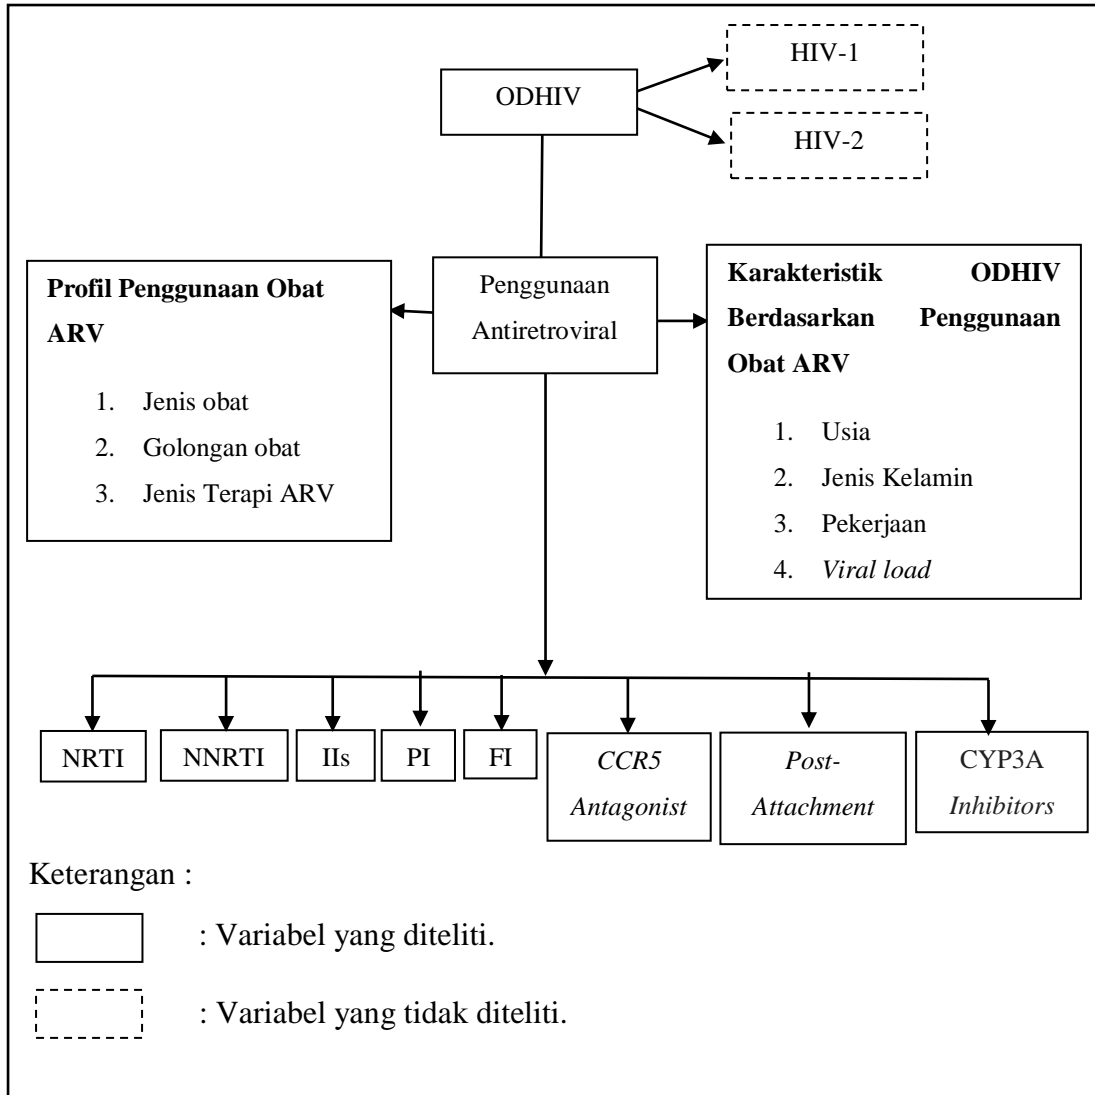 HIV-1
ODHIV
HIV-2
Profil Penggunaan Obat
ARV
1. Jenis obat
2. Golongan obat
3. Jenis Terapi ARV
Penggunaan
Antiretroviral
Karakteristik ODHIV
Berdasarkan Penggunaan
Obat ARV
1. Usia
2. Jenis Kelamin
3. Pekerjaan
4. Viral load
NRTI
NNRTI
IIs
PI
FI
CCR5
Antagonist
Post-
Attachment
CYP3A
Inhibitors
Keterangan :
: Variabel yang diteliti.
: Variabel yang tidak diteliti.